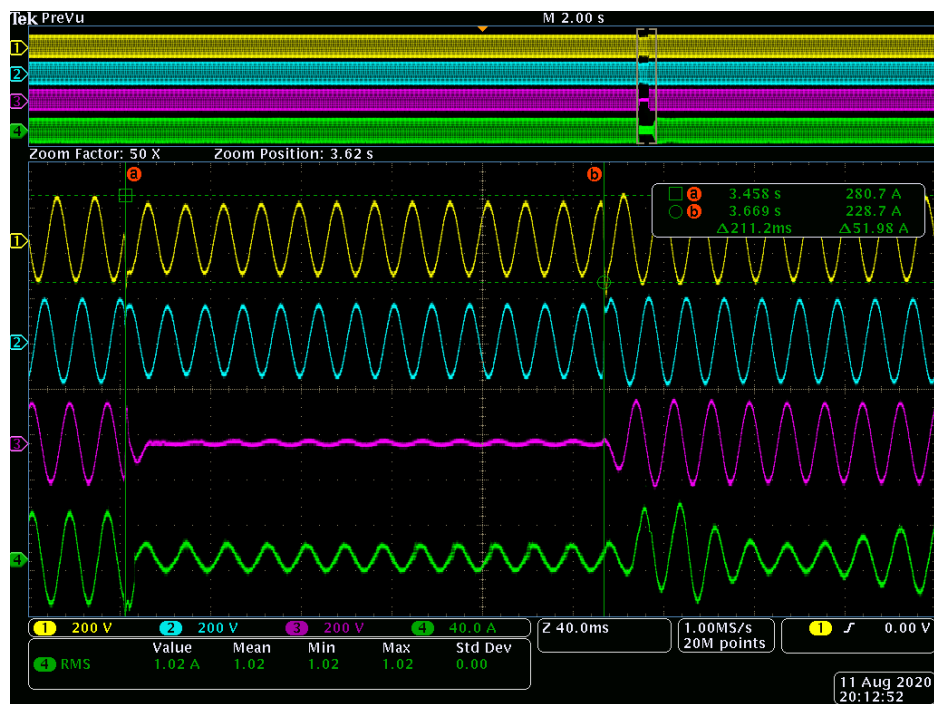 Tek PreVu M 2.00 s
1
2
3
4
Zoom Factor: 50 X Zoom Position: 3.62 s
a b
a 3.458 s 280.7 A
b 3.669 s 228.7 A
Δ211.2ms Δ51.98 A
1
2
3
4
1 200 V 2 200 V 3 200 V 4 40.0 A Z 40.0ms 1.00MS/s 1 0.00 V
20M points
Value Mean Min Max Std Dev
4 RMS 1.02 A 1.02 1.02 1.02 0.00
11 Aug 2020
20:12:52